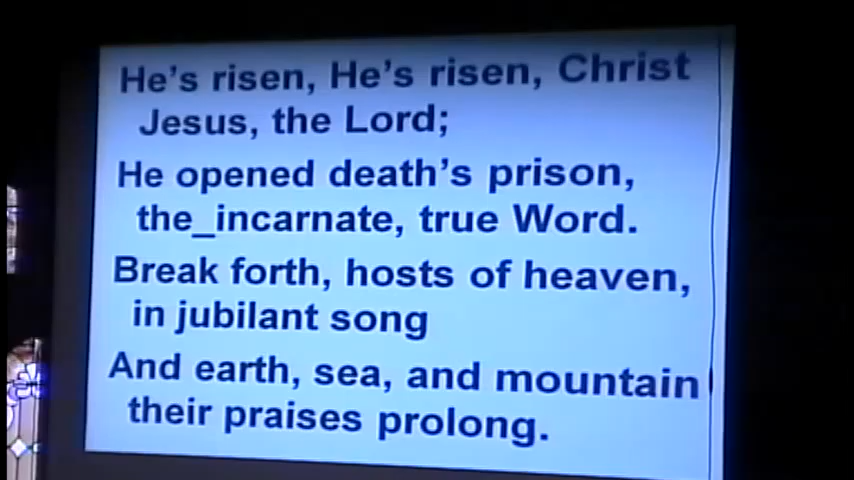 He’s risen, He’s risen, Christ
Jesus, the Lord;
He opened death’s prison,
the_incarnate, true Word.
Break forth, hosts of heaven,
in jubilant song
And earth, sea, and mountain
their praises prolong.